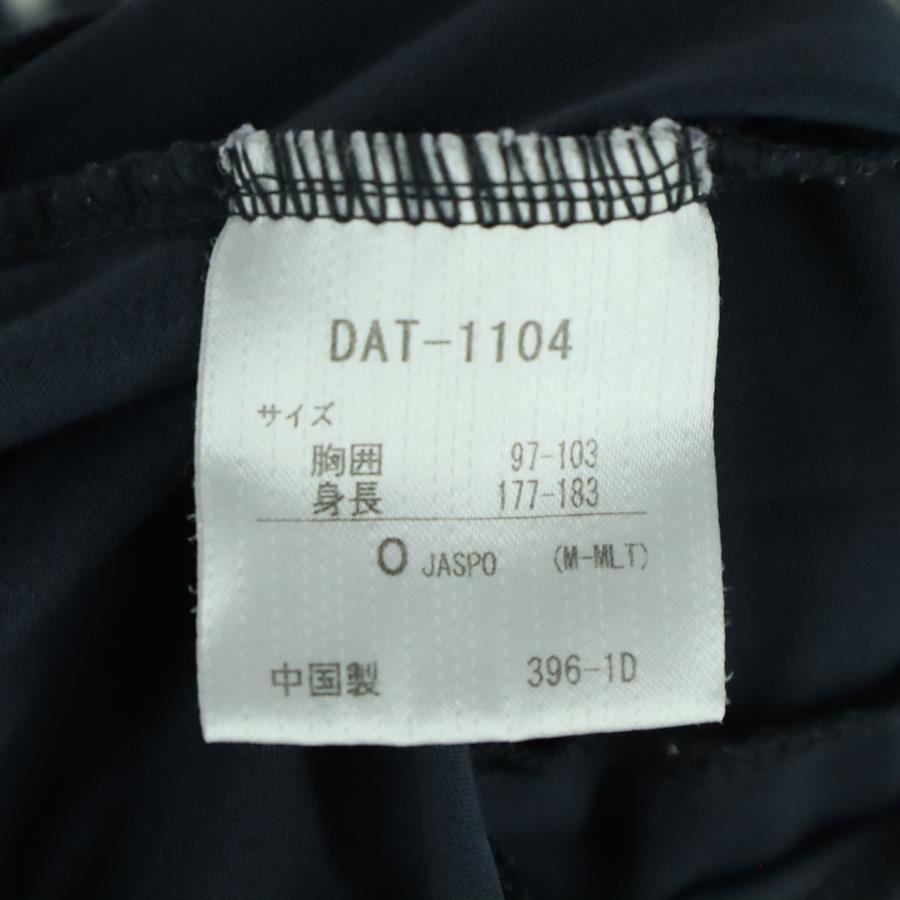 DAT-1104
サイズ
胸囲 97-103
身長 177-183
O JASPO (M-MLT)
中国製 396-1D